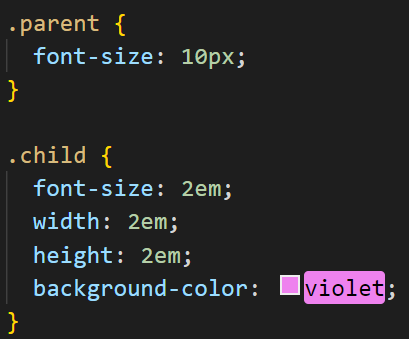 .parent {
  font-size: 10px;
}

.child {
  font-size: 2em;
  width: 2em;
  height: 2em;
  background-color: violet;
}